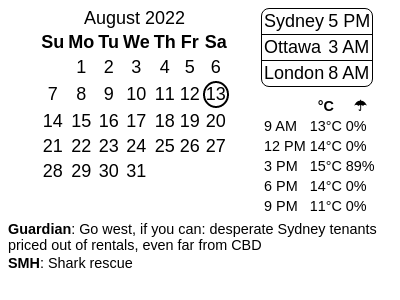 August 2022
Su Mo Tu We Th Fr Sa
1 2 3 4 5 6
7 8 9 10 11 12 13
14 15 16 17 18 19 20
21 22 23 24 25 26 27
28 29 30 31
Sydney 5 PM
Ottawa 3 AM
London 8 AM
°C ☂
9 AM 13°C 0%
12 PM 14°C 0%
3 PM 15°C 89%
6 PM 14°C 0%
9 PM 11°C 0%
Guardian: Go west, if you can: desperate Sydney tenants
priced out of rentals, even far from CBD
SMH: Shark rescue